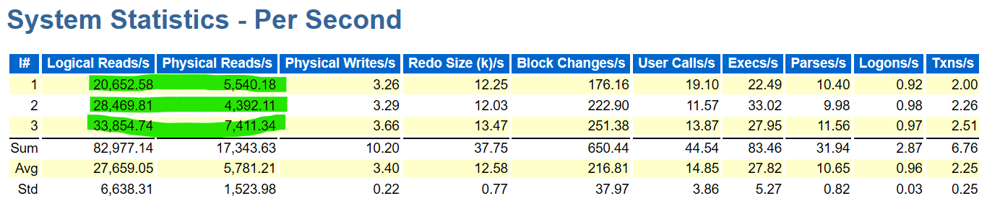 System Statistics - Per Second
I# Logical Reads/s Physical Reads/s Physical Writes/s Redo Size (k)/s Block Changes/s User Calls/s Execs/s Parses/s Logons/s Txns/s
1 20,652.58 5,540.18 3.26 12.25 176.16 19.10 22.49 10.40 0.92 2.00
2 28,469.81 4,392.11 3.29 12.03 222.90 11.57 33.02 9.98 0.98 2.26
3 33,854.74 7,411.34 3.66 13.47 251.38 13.87 27.95 11.56 0.97 2.51
Sum 82,977.14 17,343.63 10.20 37.75 650.44 44.54 83.46 31.94 2.87 6.76
Avg 27,659.05 5,781.21 3.40 12.58 216.81 14.85 27.82 10.65 0.96 2.25
Std 6,638.31 1,523.98 0.22 0.77 37.97 3.86 5.27 0.82 0.03 0.25